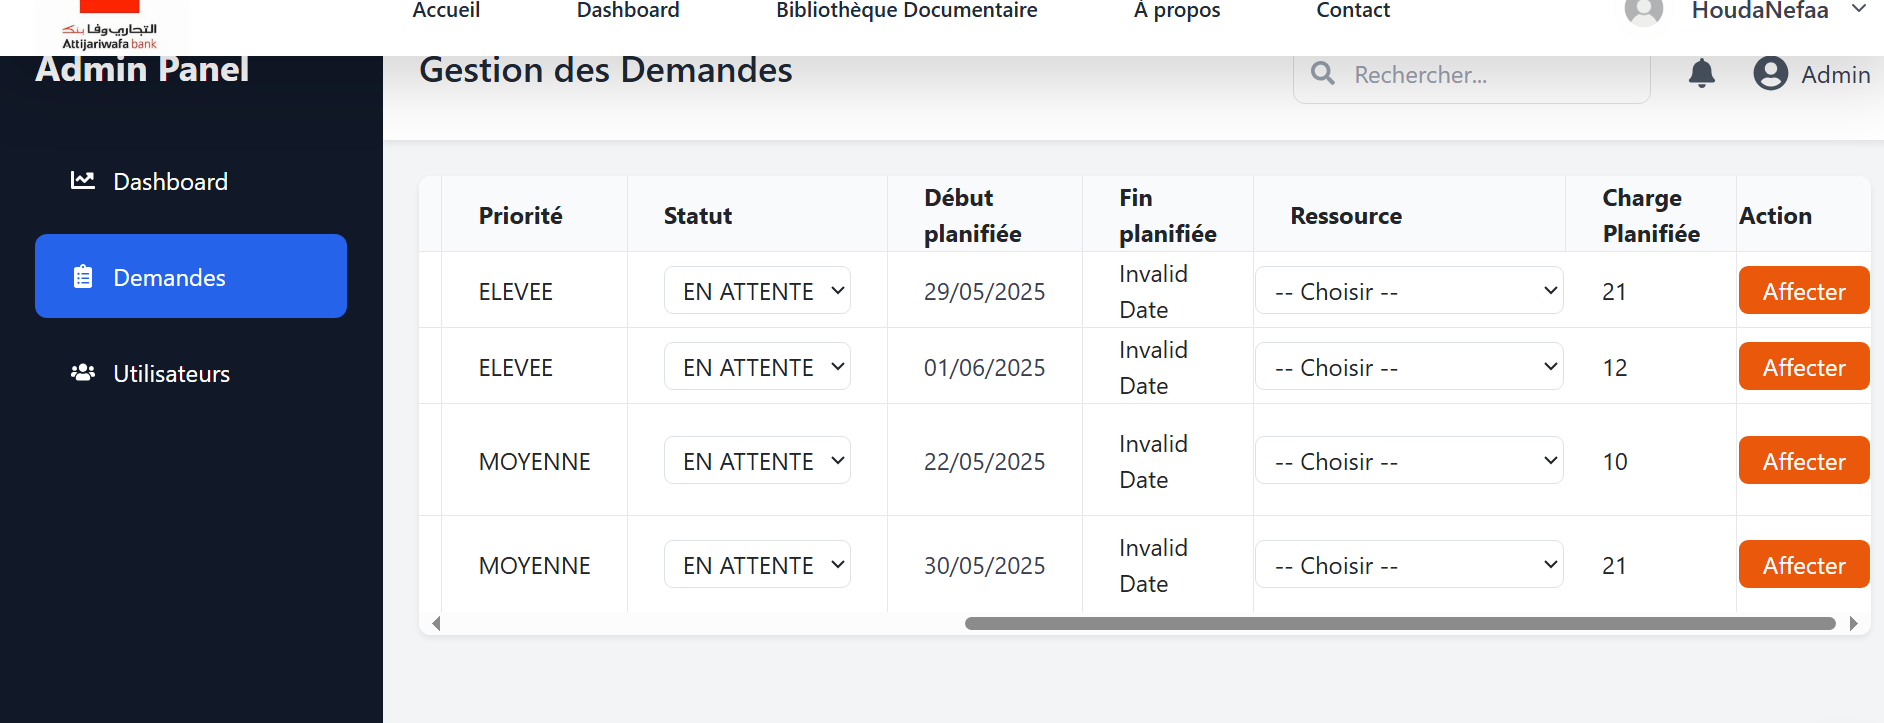 Accueil
Dashboard
Bibliothèque Documentaire
À propos
Contact
HoudaNefaa
التجاري وفا بنك
Attijariwafa bank
Admin Panel
Dashboard
Demandes
Utilisateurs
Gestion des Demandes
Rechercher...
Admin
Priorité
Statut
Début
planifiée
Fin
planifiée
Ressource
Charge
Planifiée
Action
ELEVEE
EN ATTENTE
29/05/2025
Invalid
Date
-- Choisir --
21
Affecter
ELEVEE
EN ATTENTE
01/06/2025
Invalid
Date
-- Choisir --
12
Affecter
MOYENNE
EN ATTENTE
22/05/2025
Invalid
Date
-- Choisir --
10
Affecter
MOYENNE
EN ATTENTE
30/05/2025
Invalid
Date
-- Choisir --
21
Affecter